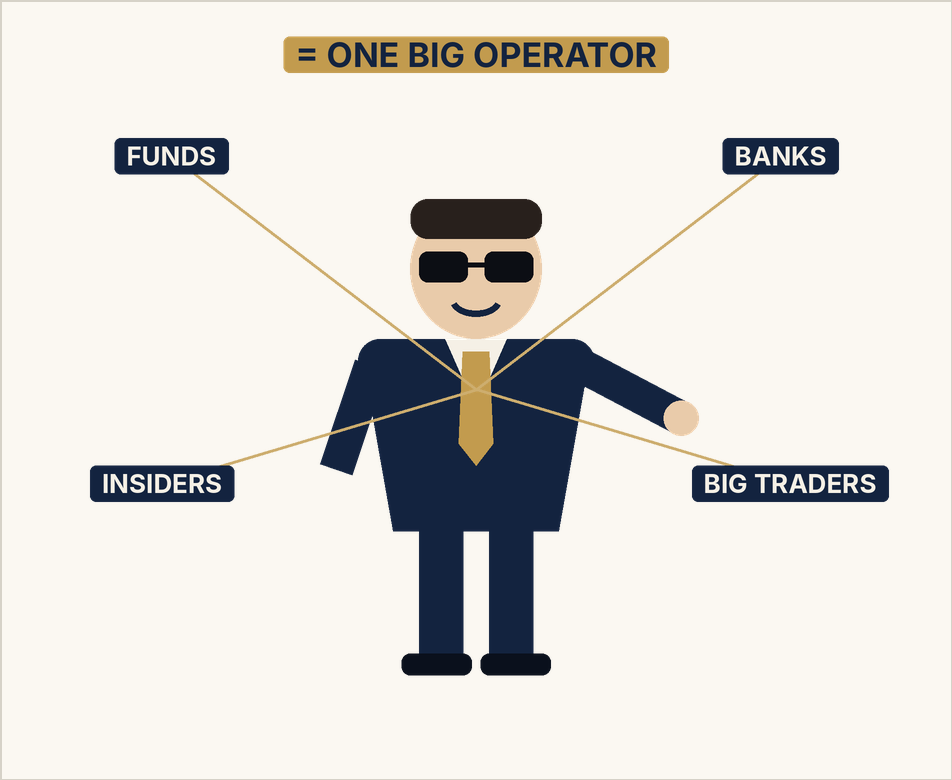 = ONE BIG OPERATOR
FUNDS
BANKS
INSIDERS
BIG TRADERS